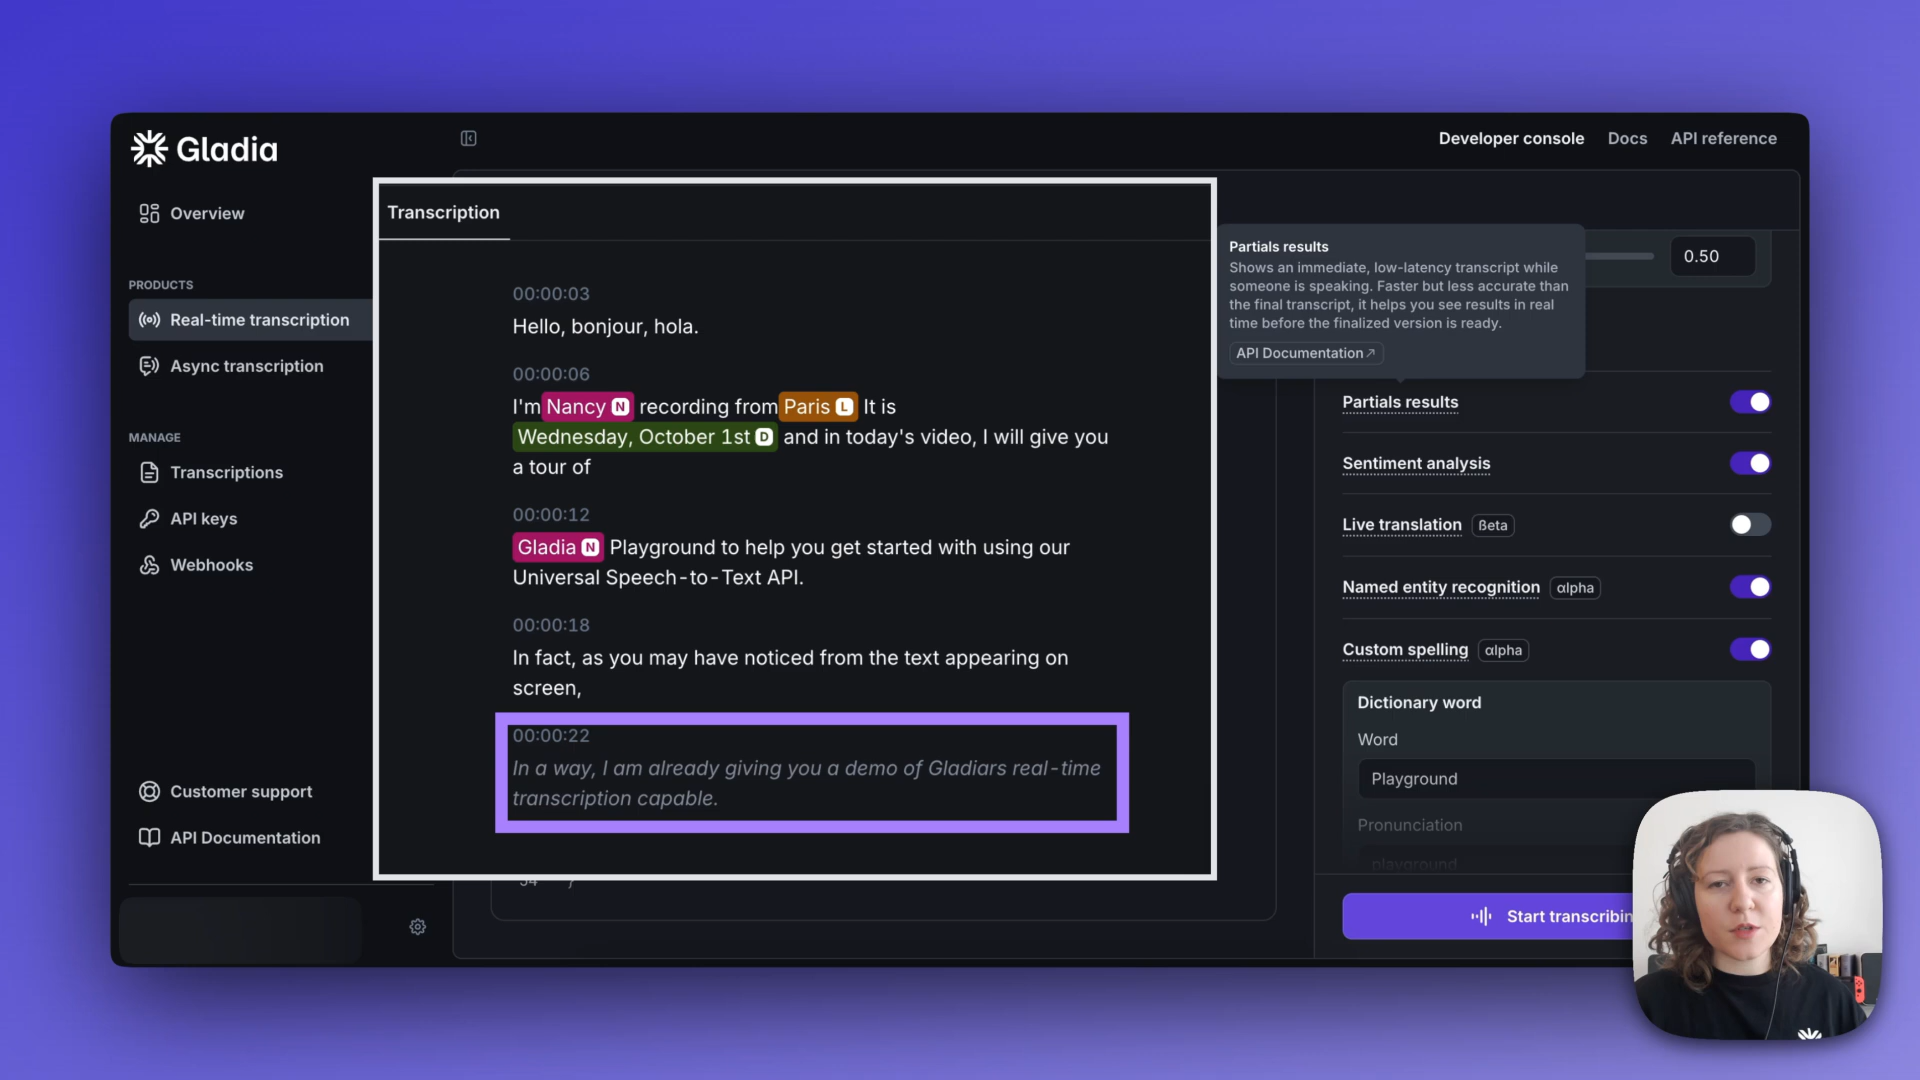 Gladia
Developer console
Docs
API reference
Overview
PRODUCTS
Real-time transcription
Async transcription
MANAGE
Transcriptions
API keys
Webhooks
Customer support
API Documentation
Transcription
00:00:03
Hello, bonjour, hola.
00:00:06
I'm Nancy N recording from Paris L It is
Wednesday, October 1st D and in today's video, I will give you
a tour of
00:00:12
Gladia N Playground to help you get started with using our
Universal Speech-to-Text API.
00:00:18
In fact, as you may have noticed from the text appearing on
screen,
00:00:22
In a way, I am already giving you a demo of Gladiars real-time
transcription capable.
Partials results
Shows an immediate, low-latency transcript while
someone is speaking. Faster but less accurate than
the final transcript, it helps you see results in real
time before the finalized version is ready.
API Documentation
0.50
Partials results
Sentiment analysis
Live translation Beta
Named entity recognition alpha
Custom spelling alpha
Dictionary word
Word
Playground
Pronunciation
playground
Start transcribin